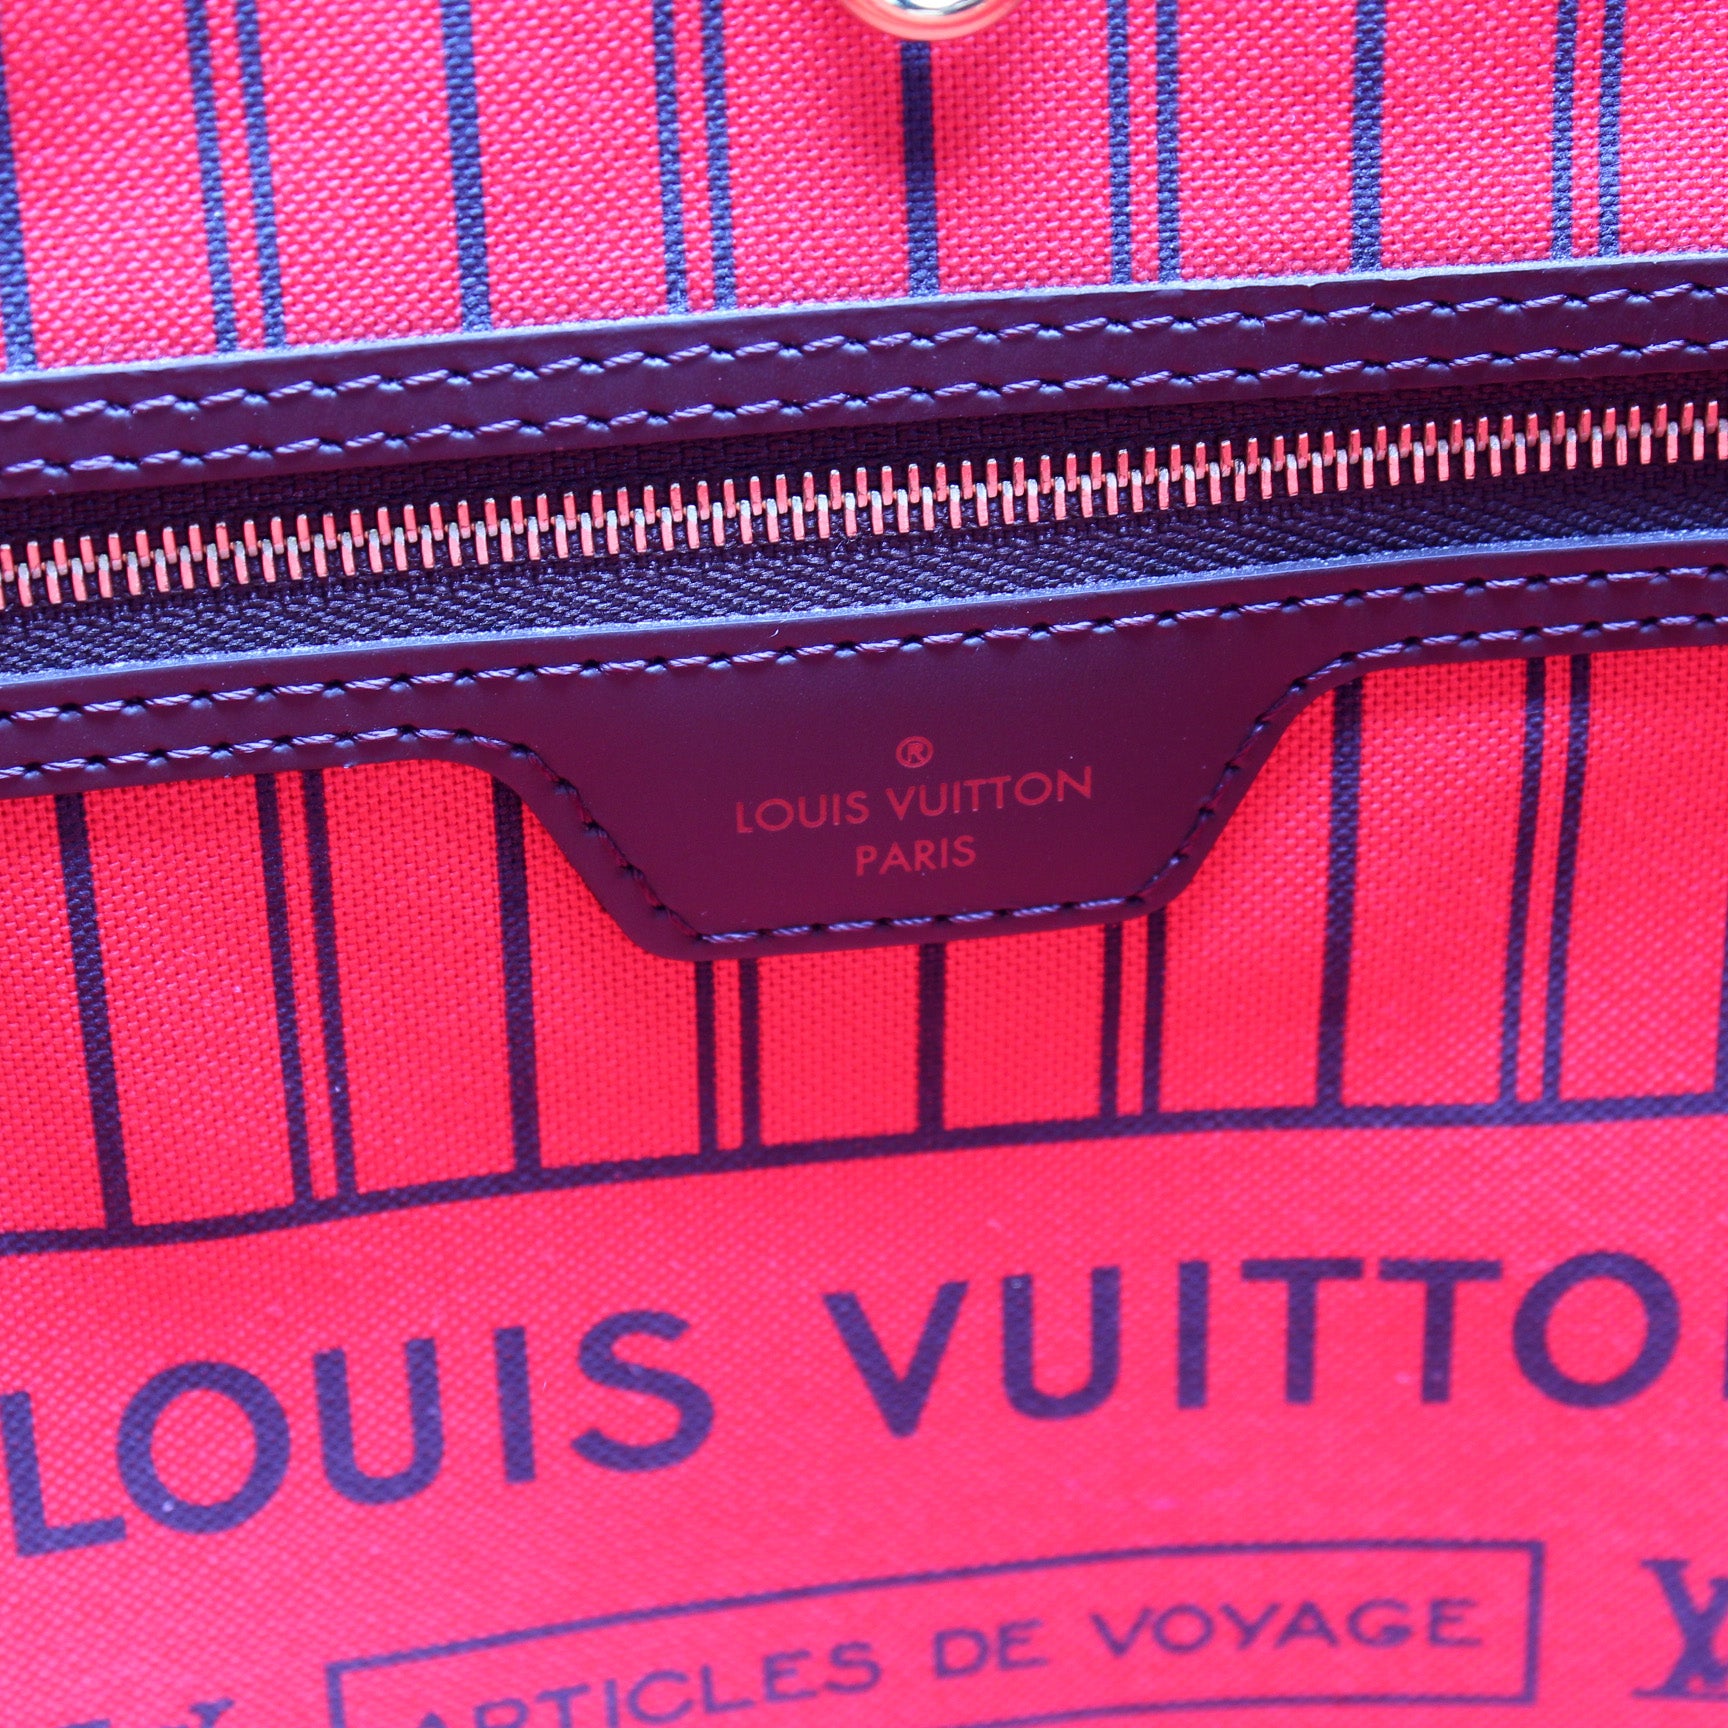 ®
LOUIS VUITTON
PARIS
LOUIS VUITTO
ARTICLES DE VOYAGE